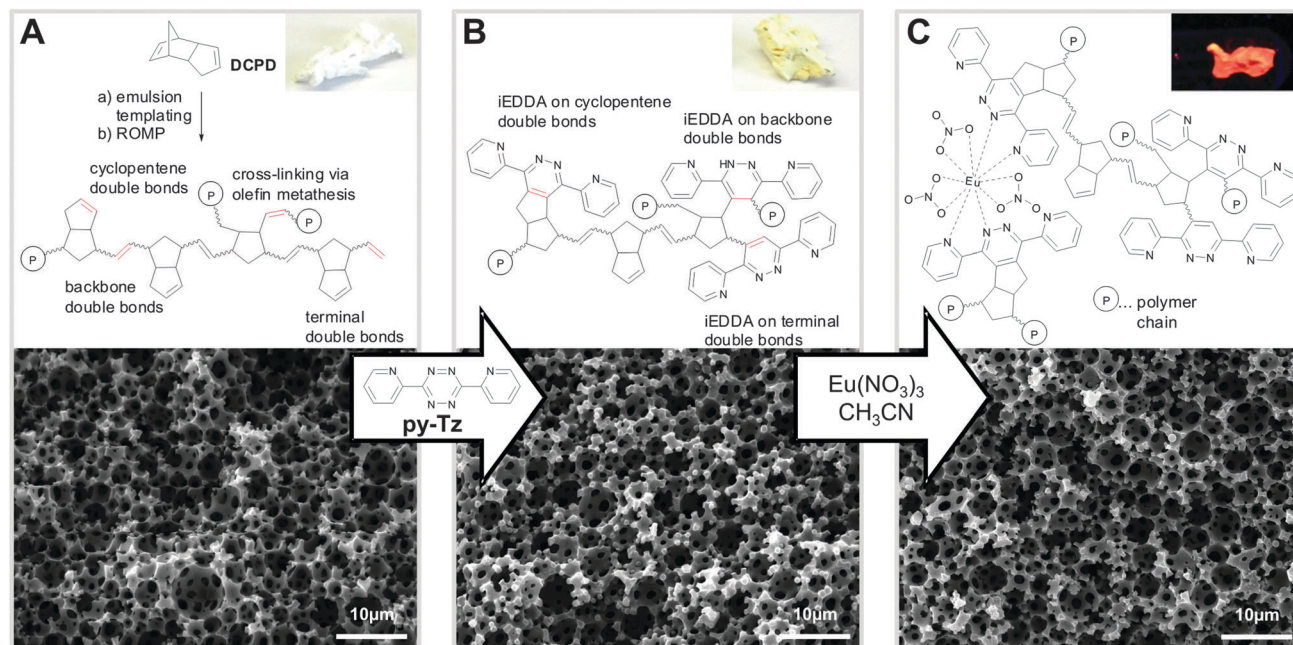 A
DCPD
a) emulsion
templating
b) ROMP
cyclopentene
double bonds
cross-linking via
olefin metathesis
P
P
P
backbone
double bonds
terminal
double bonds
10µm
py-Tz
N N
N N
N
N
B
iEDDA on cyclopentene
double bonds
iEDDA on backbone
double bonds
N
N N
N
N
HN N
N
P
P
P
N
N N
N
iEDDA on terminal
double bonds
10µm
Eu(NO3)3
CH3CN
C
P
N
N
N
N
O
N
O
O
O
N
O
O
O
N
O
O
Eu
P
N
N
N
N
P
N
N
N
N
N N
N
N
N
N
P
P
P... polymer
chain
10µm